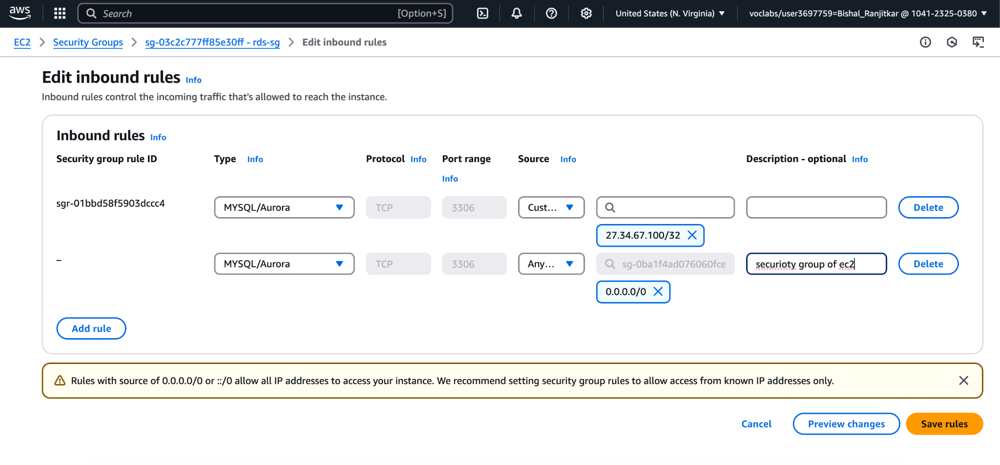 aws Search [Option+S] United States (N. Virginia) voclabs/user3697759=Bishal_Ranjitkar @ 1041-2325-0380
EC2 Security Groups sg-03c2c777ff85e30ff - rds-sg Edit inbound rules
Edit inbound rules Info
Inbound rules control the incoming traffic that's allowed to reach the instance.
Inbound rules Info
Security group rule ID Type Info Protocol Info Port range Source Info Description - optional Info
Info
sgr-01bbd58f5903dccc4 MYSQL/Aurora TCP 3306 Cust... Delete
27.34.67.100/32
– MYSQL/Aurora TCP 3306 Any... sg-0ba1f4ad076060fce securioty group of ec2 Delete
0.0.0.0/0
Add rule
Rules with source of 0.0.0.0/0 or ::/0 allow all IP addresses to access your instance. We recommend setting security group rules to allow access from known IP addresses only.
Cancel Preview changes Save rules